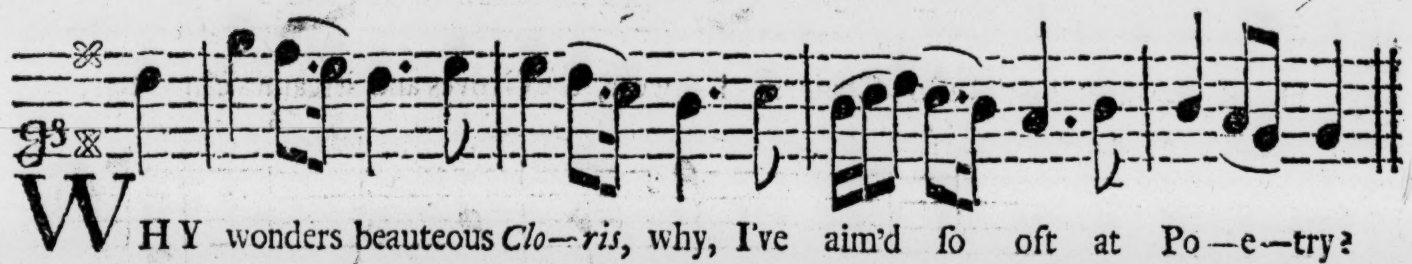 WHY wonders beauteous Clo—ris, why, I've aim'd ſo oft at Po—e—try?